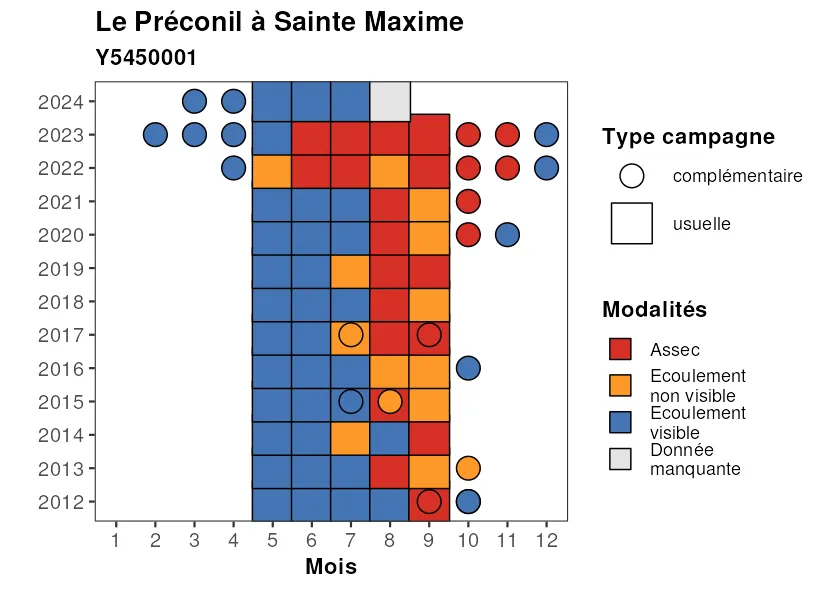 Le Préconil à Sainte Maxime
Y5450001
2024
2023
2022
2021
2020
2019
2018
2017
2016
2015
2014
2013
2012
1 2 3 4 5 6 7 8 9 10 11 12
Mois
Type campagne
complémentaire
usuelle
Modalités
Assec
Ecoulement
non visible
Ecoulement
visible
Donnée
manquante